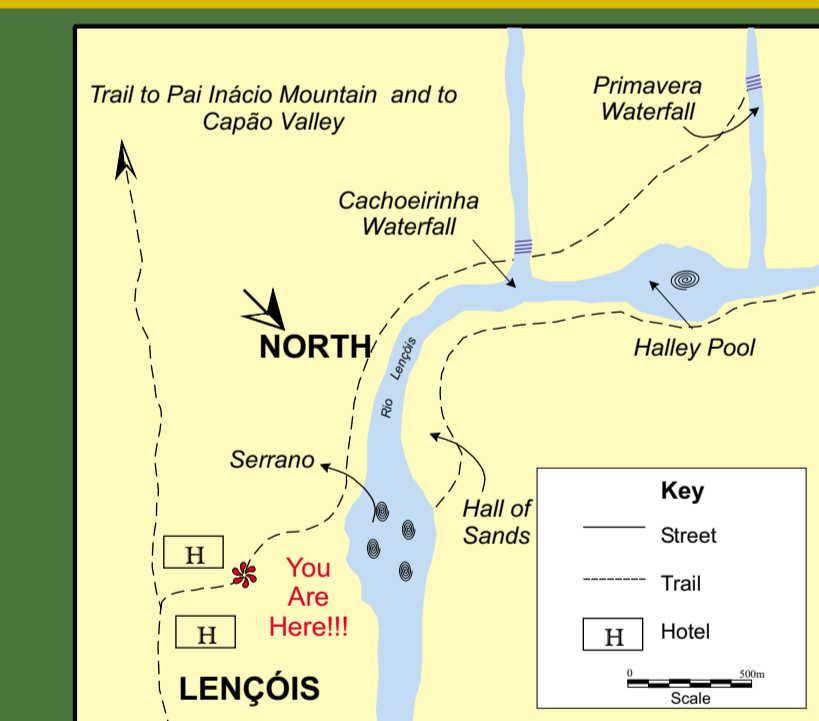 Trail to Pai Inácio Mountain and to
Capão Valley
Primavera
Waterfall
Cachoeirinha
Waterfall
NORTH
Rio Lençóis
Halley Pool
Serrano
Hall of
Sands
H
You
Are
Here!!!
H
LENÇÓIS
Key
Street
Trail
H Hotel
0 500m
Scale